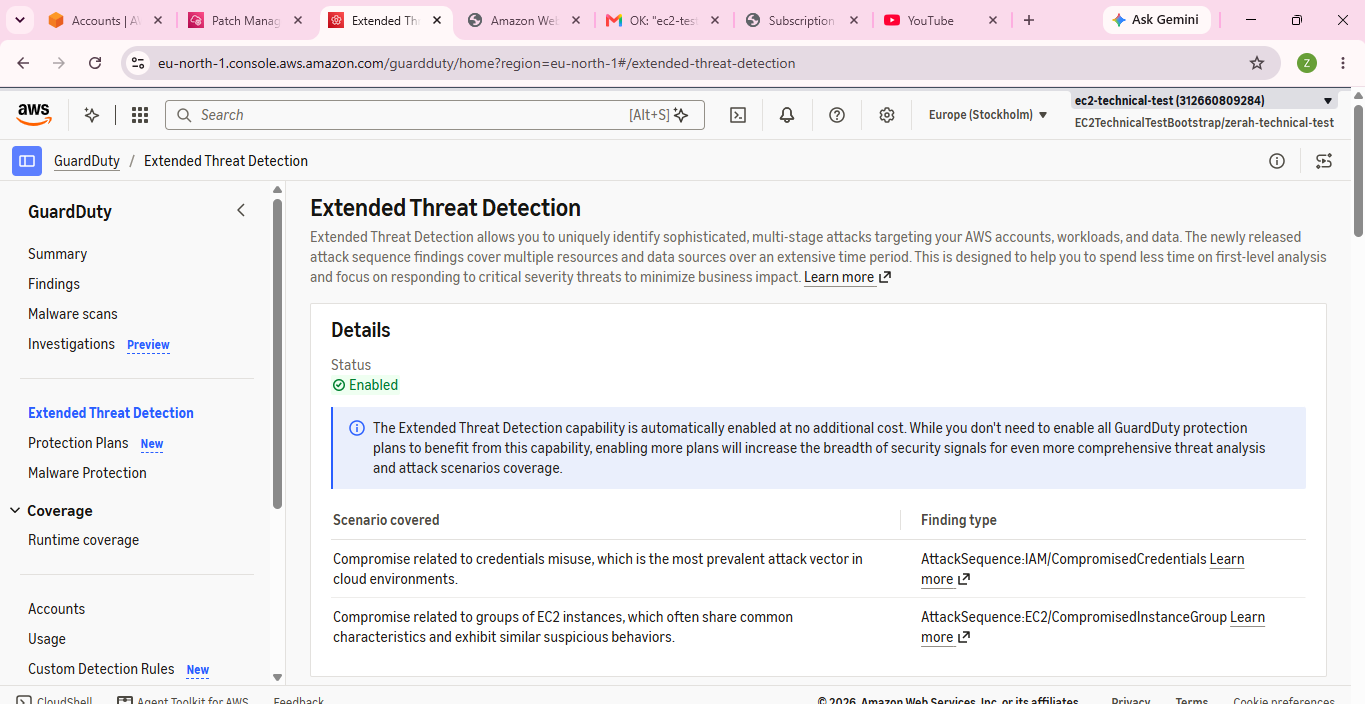 Accounts | A
Patch Manag
Extended Thr
Amazon Web
OK: "ec2-test
Subscription
YouTube
Ask Gemini
eu-north-1.console.aws.amazon.com/guardduty/home?region=eu-north-1#/extended-threat-detection
Z
aws
Search
[Alt+S]
Europe (Stockholm)
ec2-technical-test (312660809284)
EC2TechnicalTestBootstrap/zerah-technical-test
GuardDuty / Extended Threat Detection
GuardDuty
Summary
Findings
Malware scans
Investigations Preview
Extended Threat Detection
Protection Plans New
Malware Protection
Coverage
Runtime coverage
Accounts
Usage
Custom Detection Rules New
Extended Threat Detection
Extended Threat Detection allows you to uniquely identify sophisticated, multi-stage attacks targeting your AWS accounts, workloads, and data. The newly released
attack sequence findings cover multiple resources and data sources over an extensive time period. This is designed to help you to spend less time on first-level analysis
and focus on responding to critical severity threats to minimize business impact. Learn more
Details
Status
Enabled
The Extended Threat Detection capability is automatically enabled at no additional cost. While you don't need to enable all GuardDuty protection
plans to benefit from this capability, enabling more plans will increase the breadth of security signals for even more comprehensive threat analysis
and attack scenarios coverage.
Scenario covered
Finding type
Compromise related to credentials misuse, which is the most prevalent attack vector in
cloud environments.
AttackSequence:IAM/CompromisedCredentials Learn
more
Compromise related to groups of EC2 instances, which often share common
characteristics and exhibit similar suspicious behaviors.
AttackSequence:EC2/CompromisedInstanceGroup Learn
more
CloudShell
Agent Toolkit for AWS
Feedback
© 2026, Amazon Web Services, Inc. or its affiliates.
Privacy
Terms
Cookie preferences